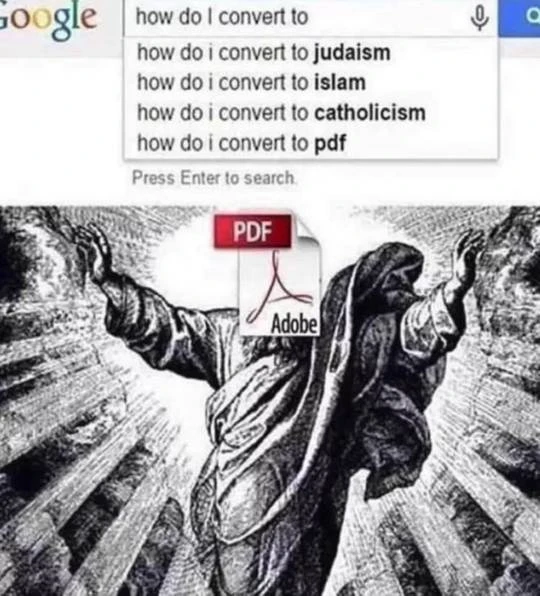 Google
how do I convert to
how do i convert to judaism
how do i convert to islam
how do i convert to catholicism
how do i convert to pdf
Press Enter to search.
PDF
Adobe